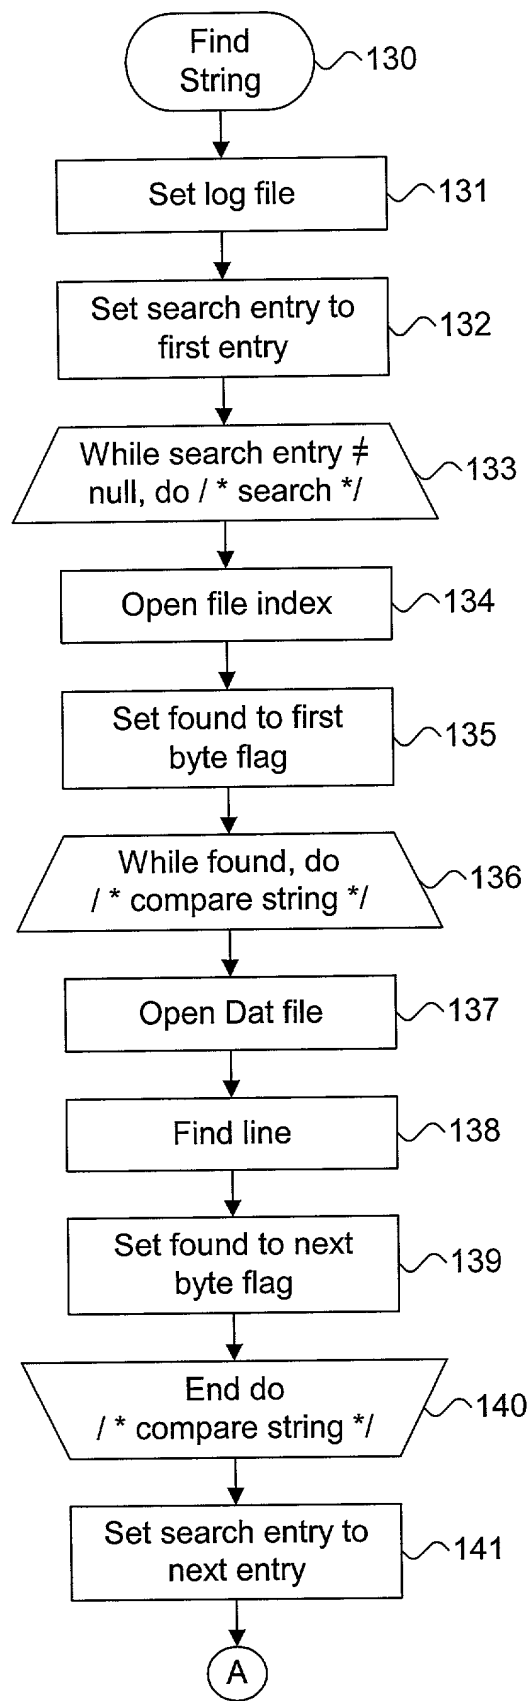 Find
String
130
Set log file
131
Set search entry to
first entry
132
While search entry ≠
null, do / * search */
133
Open file index
134
Set found to first
byte flag
135
While found, do
/ * compare string */
136
Open Dat file
137
Find line
138
Set found to next
byte flag
139
End do
/ * compare string */
140
Set search entry to
next entry
141
A